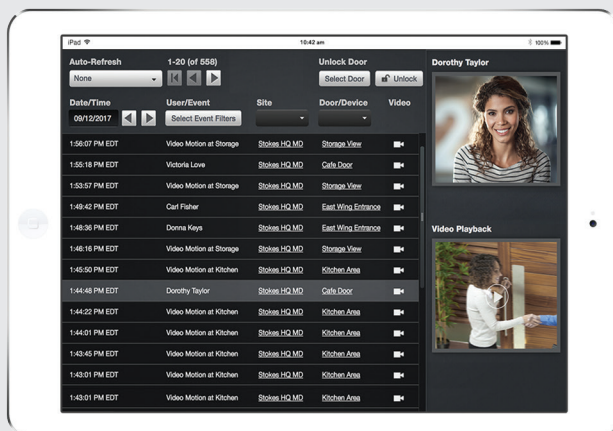 iPad 10:42 am 100%
Auto-Refresh 1-20 (of 558) Unlock Door
None Select Door Unlock
Date/Time User/Event Site Door/Device Video
09/12/2017 Select Event Filters
1:56:07 PM EDT Video Motion at Storage Stokes HQ MD Storage View
1:55:18 PM EDT Victoria Love Stokes HQ MD Cafe Door
1:53:57 PM EDT Video Motion at Storage Stokes HQ MD Storage View
1:49:42 PM EDT Carl Fisher Stokes HQ MD East Wing Entrance
1:48:36 PM EDT Donna Keys Stokes HQ MD East Wing Entrance
1:46:16 PM EDT Video Motion at Storage Stokes HQ MD Storage View
1:45:50 PM EDT Video Motion at Kitchen Stokes HQ MD Kitchen Area
1:44:48 PM EDT Dorothy Taylor Stokes HQ MD Cafe Door
1:44:22 PM EDT Video Motion at Kitchen Stokes HQ MD Kitchen Area
1:44:01 PM EDT Video Motion at Kitchen Stokes HQ MD Kitchen Area
1:43:45 PM EDT Video Motion at Kitchen Stokes HQ MD Kitchen Area
1:43:01 PM EDT Video Motion at Kitchen Stokes HQ MD Kitchen Area
1:43:01 PM EDT Video Motion at Kitchen Stokes HQ MD Kitchen Area
Dorothy Taylor
Video Playback